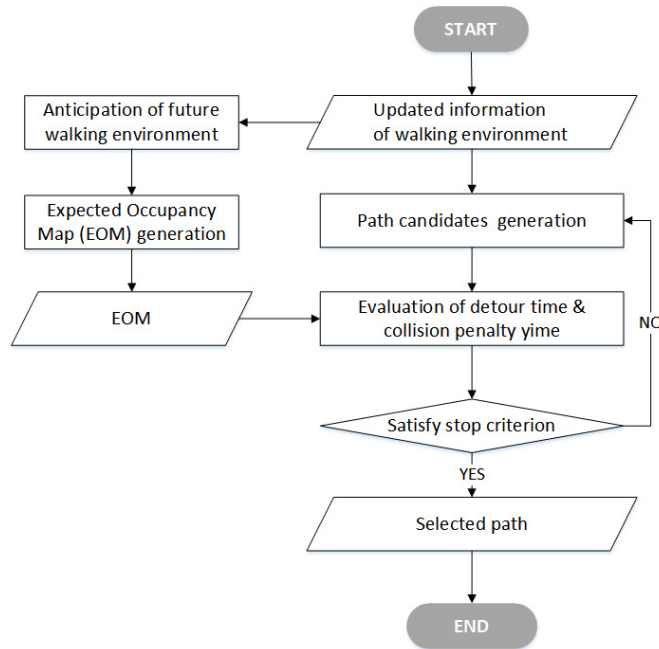 START
Anticipation of future
walking environment
Updated information
of walking environment
Expected Occupancy
Map (EOM) generation
Path candidates generation
EOM
Evaluation of detour time &
collision penalty yime
NO
Satisfy stop criterion
YES
Selected path
END